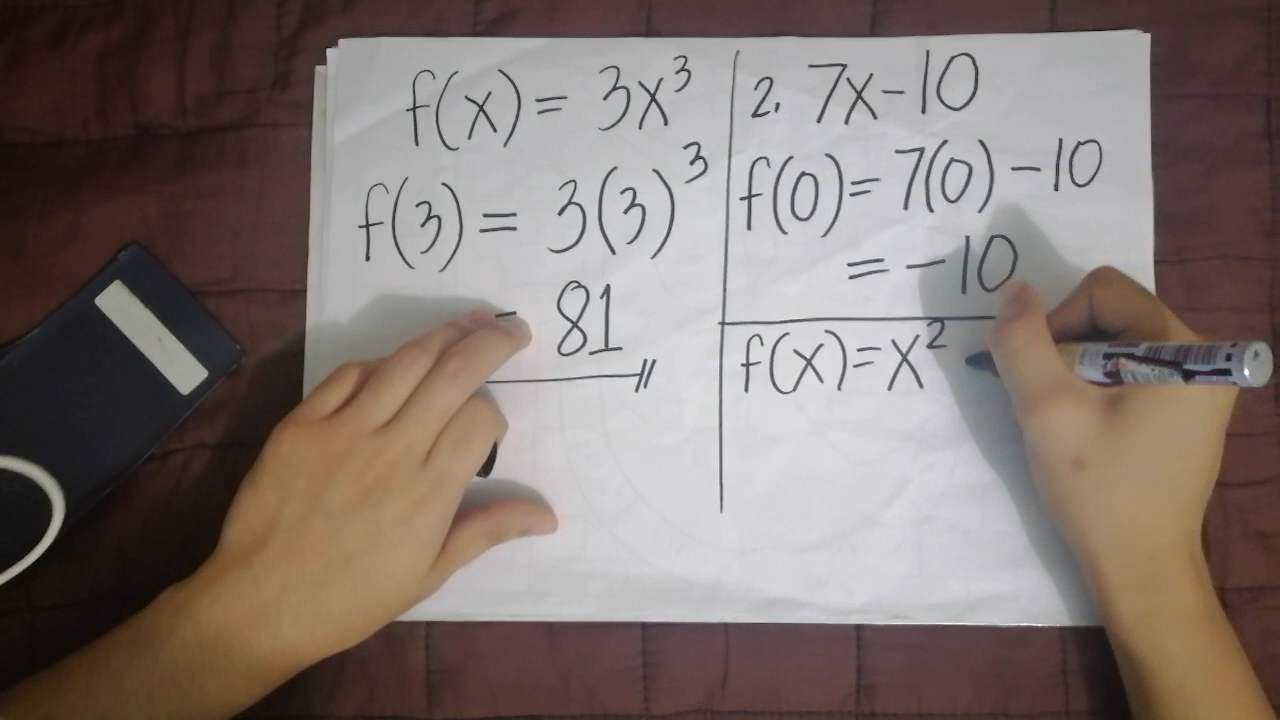 f(x) = 3x³
f(3) = 3(3)³
= 81
2. 7x-10
f(0) = 7(0) -10
= -10
f(x) = x²